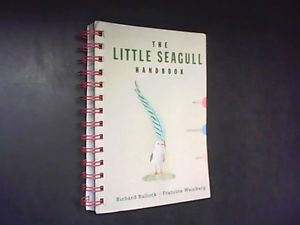 THE
LITTLE SEAGULL
HANDBOOK
Richard Bullock – Francine Weinberg